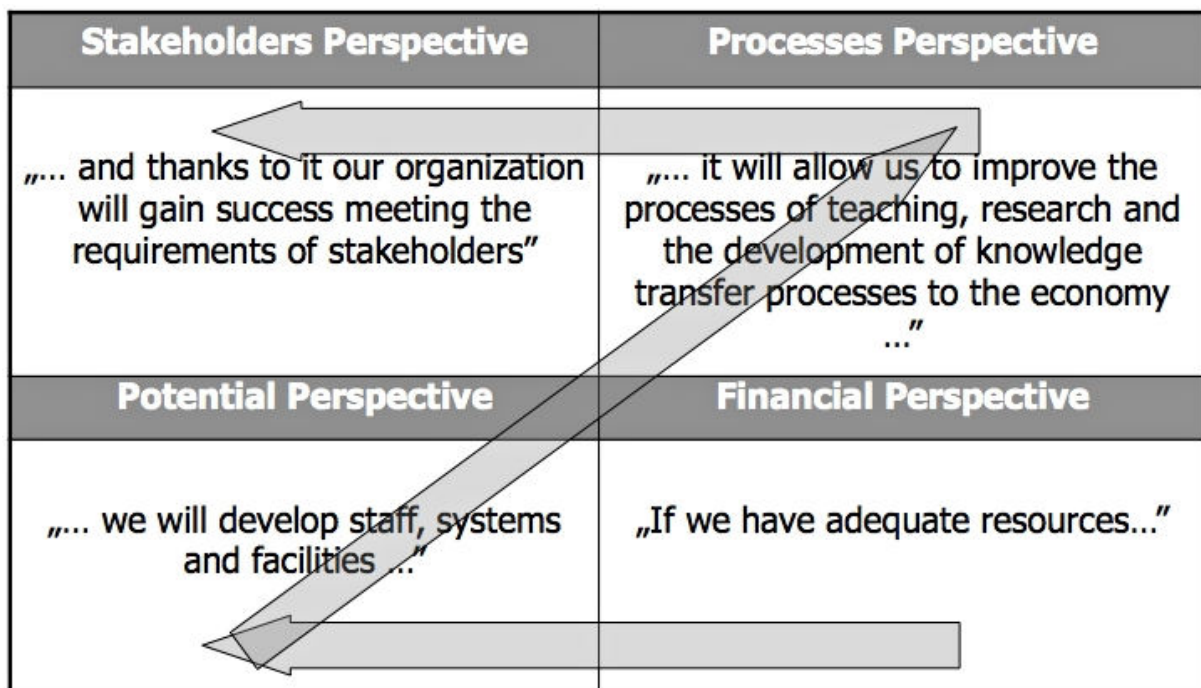 Stakeholders Perspective
Processes Perspective
„... and thanks to it our organization
will gain success meeting the
requirements of stakeholders”
„... it will allow us to improve the
processes of teaching, research and
the development of knowledge
transfer processes to the economy
...”
Potential Perspective
Financial Perspective
„... we will develop staff, systems
and facilities ...”
„If we have adequate resources...”